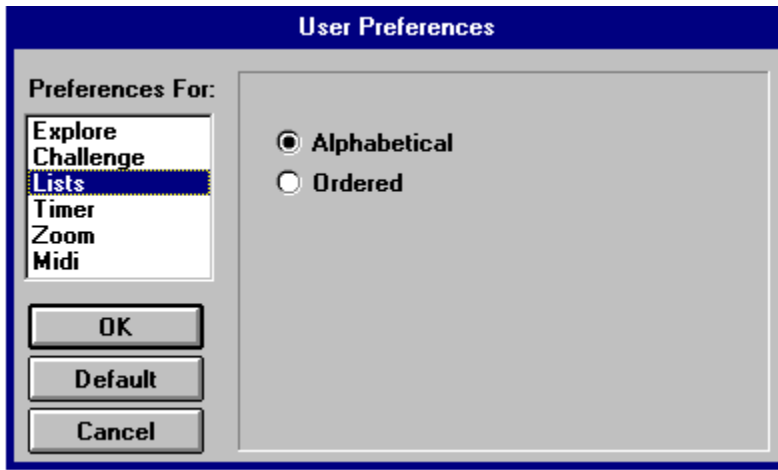 User Preferences
Preferences For:
Explore
Challenge
Lists
Timer
Zoom
Midi
OK
Default
Cancel
Alphabetical
Ordered